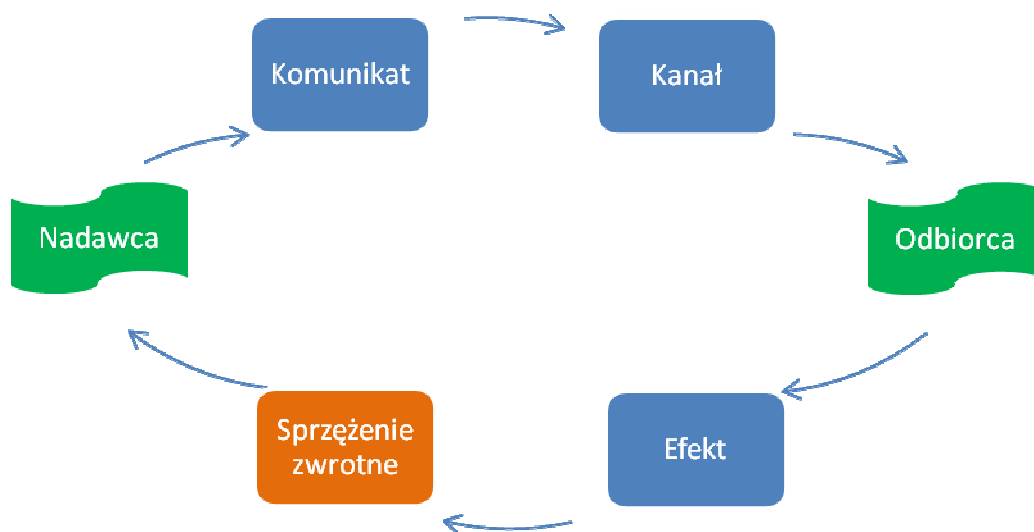 Komunikat
Kanał
Nadawca
Odbiorca
Sprzężenie
zwrotne
Efekt